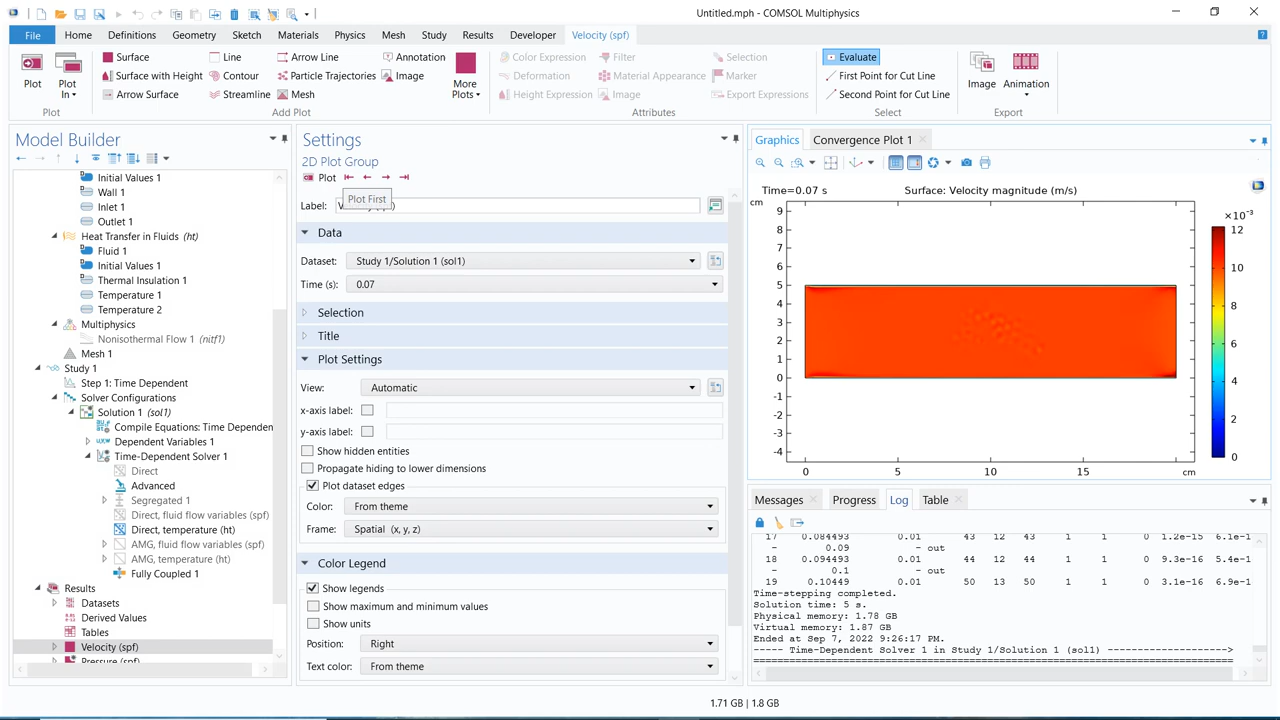 Untitled.mph - COMSOL Multiphysics
File Home Definitions Geometry Sketch Materials Physics Mesh Study Results Developer Velocity (spf)
Plot
Plot In
Plot
Surface Line Arrow Line Annotation
Surface with Height Contour Particle Trajectories Image
Arrow Surface Streamline Mesh
More Plots
Add Plot
Color Expression Filter Selection
Deformation Material Appearance Marker
Height Expression Image Export Expressions
Attributes
Evaluate
First Point for Cut Line
Second Point for Cut Line
Select
Image Animation
Export
Model Builder
Initial Values 1
Wall 1
Inlet 1
Outlet 1
Heat Transfer in Fluids (ht)
Fluid 1
Initial Values 1
Thermal Insulation 1
Temperature 1
Temperature 2
Multiphysics
Nonisothermal Flow 1 (nitf1)
Mesh 1
Study 1
Step 1: Time Dependent
Solver Configurations
Solution 1 (sol1)
Compile Equations: Time Dependen
Dependent Variables 1
Time-Dependent Solver 1
Direct
Advanced
Segregated 1
Direct, fluid flow variables (spf)
Direct, temperature (ht)
AMG, fluid flow variables (spf)
AMG, temperature (ht)
Fully Coupled 1
Results
Datasets
Derived Values
Tables
Velocity (spf)
Pressure (spf)
Settings
2D Plot Group
Plot
Plot First
Label:
Data
Dataset: Study 1/Solution 1 (sol1)
Time (s): 0.07
Selection
Title
Plot Settings
View: Automatic
x-axis label:
y-axis label:
Show hidden entities
Propagate hiding to lower dimensions
Plot dataset edges
Color: From theme
Frame: Spatial (x, y, z)
Color Legend
Show legends
Show maximum and minimum values
Show units
Position: Right
Text color: From theme
Graphics Convergence Plot 1
Time=0.07 s Surface: Velocity magnitude (m/s)
cm
9
8
7
6
5
4
3
2
1
0
-1
-2
-3
-4
0 5 10 15 cm
×10⁻³
12
10
8
6
4
2
0
Messages Progress Log Table
17 0.084493 0.01 43 12 43 1 1 0 1.2e-15 6.1e-1
- 0.09 - out
18 0.094493 0.01 44 12 44 1 1 0 9.3e-16 5.4e-1
- 0.1 - out
19 0.10449 0.01 50 13 50 1 1 0 3.1e-16 6.9e-1
Time-stepping completed.
Solution time: 5 s.
Physical memory: 1.78 GB
Virtual memory: 1.87 GB
Ended at Sep 7, 2022 9:26:17 PM.
----- Time-Dependent Solver 1 in Study 1/Solution 1 (sol1) -------------------->
1.71 GB | 1.8 GB